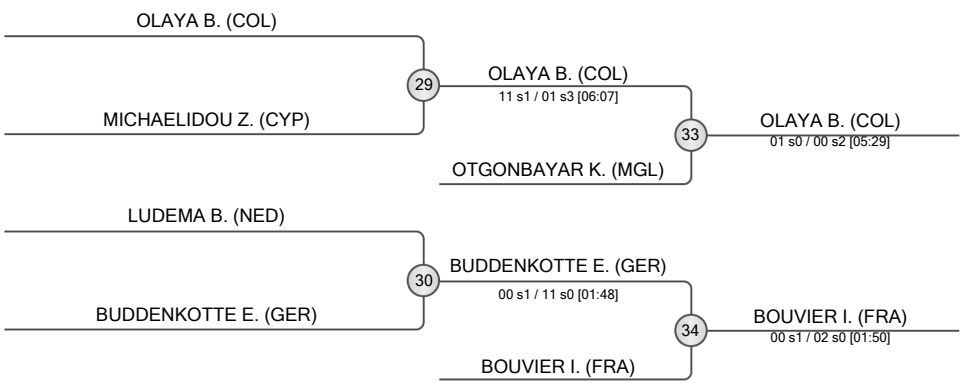 OLAYA B. (COL)
29
MICHAELIDOU Z. (CYP)
OLAYA B. (COL)
11 s1 / 01 s3 [06:07]
33
OTGONBAYAR K. (MGL)
OLAYA B. (COL)
01 s0 / 00 s2 [05:29]
LUDEMA B. (NED)
30
BUDDENKOTTE E. (GER)
BUDDENKOTTE E. (GER)
00 s1 / 11 s0 [01:48]
34
BOUVIER I. (FRA)
BOUVIER I. (FRA)
00 s1 / 02 s0 [01:50]